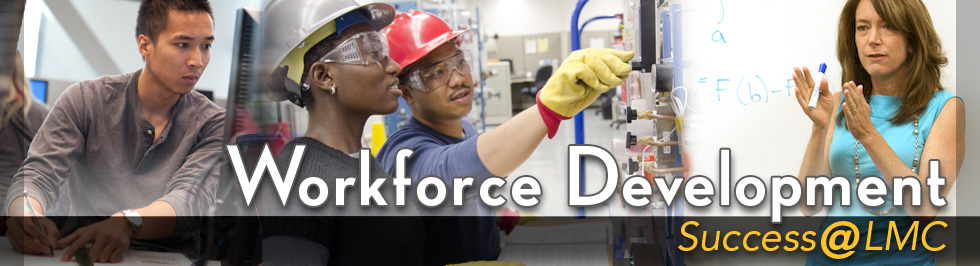 a
= F(b)-f
Workforce Development
Success@LMC